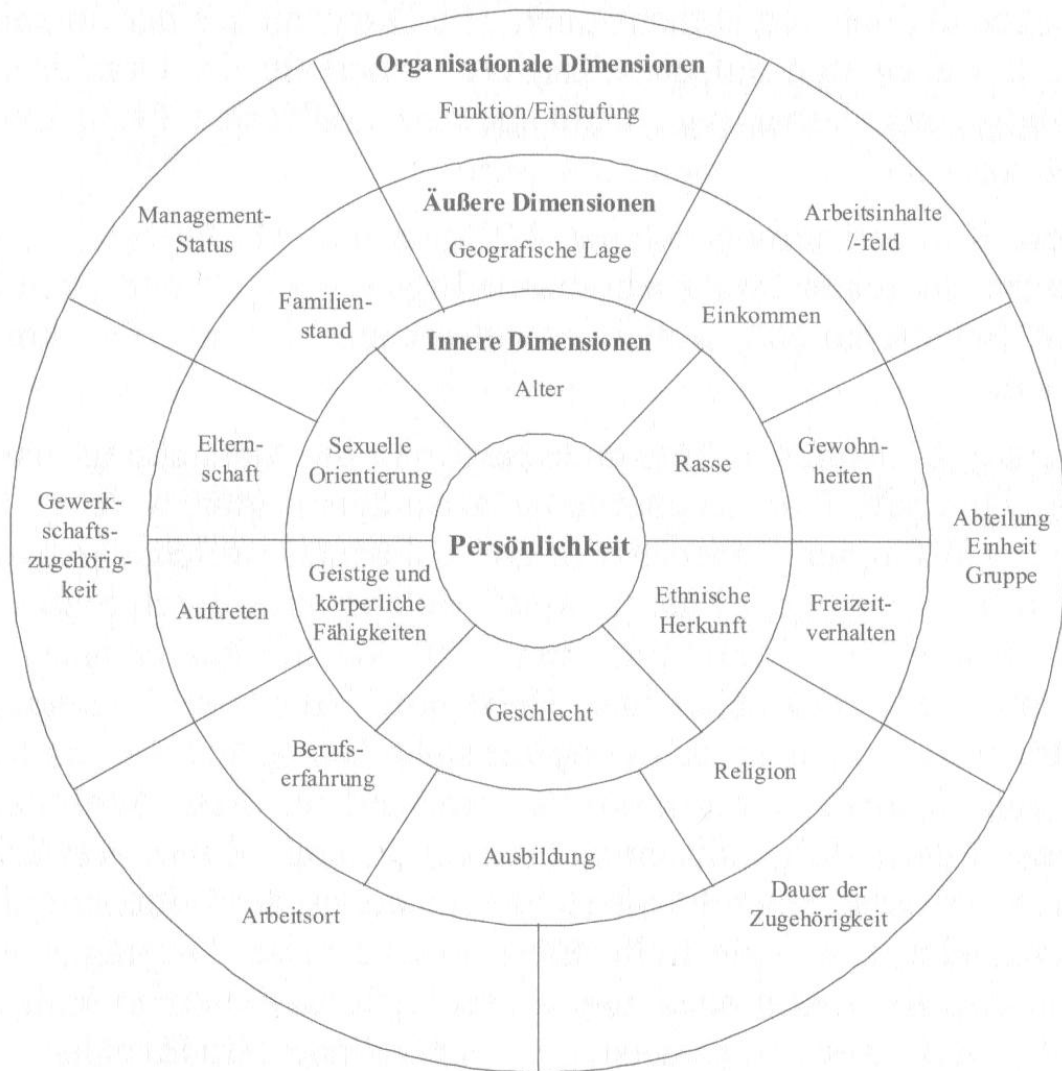 Organisationale Dimensionen
Funktion/Einstufung
Äußere Dimensionen
Geografische Lage
Management-
Status
Arbeitsinhalte
/-feld
Familien-
stand
Einkommen
Innere Dimensionen
Alter
Eltern-
schaft
Sexuelle
Orientierung
Rasse
Gewohn-
heiten
Gewerk-
schafts-
zugehörig-
keit
Persönlichkeit
Abteilung
Einheit
Gruppe
Auftreten
Geistige und
körperliche
Fähigkeiten
Ethnische
Herkunft
Freizeit-
verhalten
Geschlecht
Berufs-
erfahrung
Religion
Ausbildung
Arbeitsort
Dauer der
Zugehörigkeit